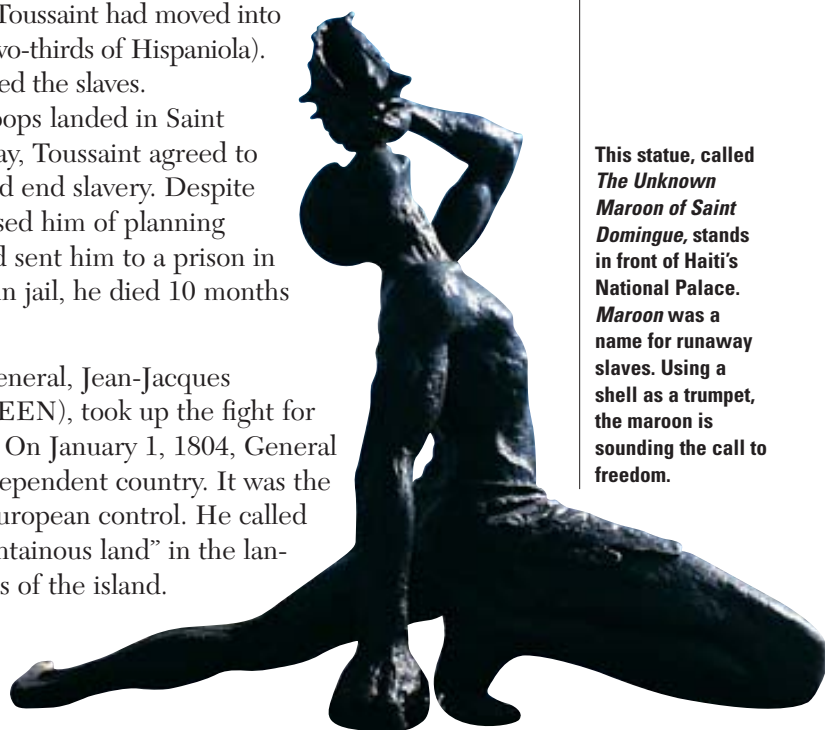 Toussaint had moved into
vo-thirds of Hispaniola).
ed the slaves.
oops landed in Saint
ay, Toussaint agreed to
d end slavery. Despite
sed him of planning
d sent him to a prison in
in jail, he died 10 months
eneral, Jean-Jacques
EEN), took up the fight for
On January 1, 1804, General
ependent country. It was the
uropean control. He called
ntainous land” in the lan-
s of the island.
This statue, called
The Unknown
Maroon of Saint
Domingue, stands
in front of Haiti’s
National Palace.
Maroon was a
name for runaway
slaves. Using a
shell as a trumpet,
the maroon is
sounding the call to
freedom.